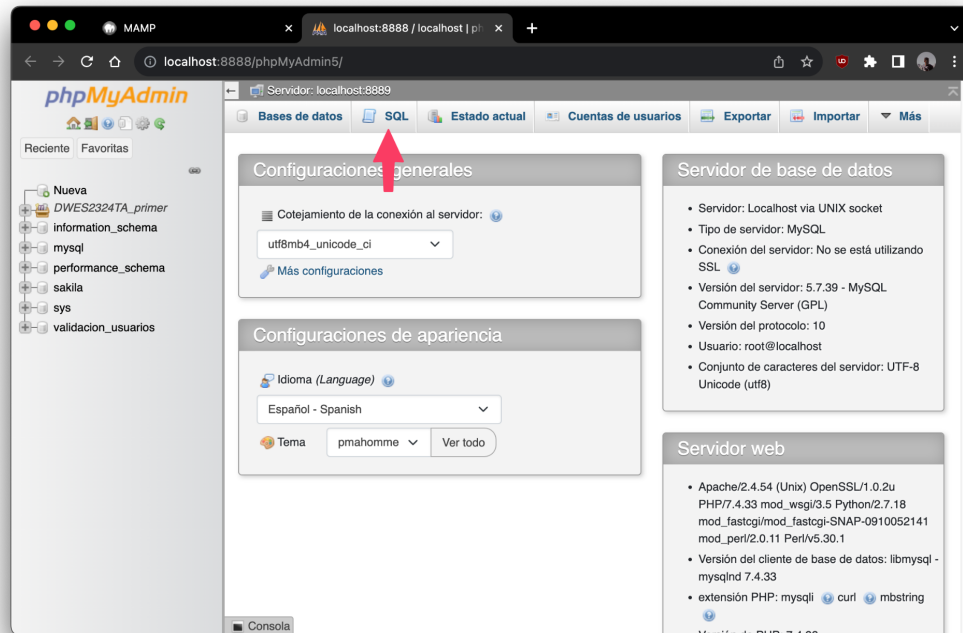 MAMP
localhost:8888 / localhost | ph
localhost:8888/phpMyAdmin5/
phpMyAdmin
Reciente Favoritas
Nueva
DWES2324TA_primer
information_schema
mysql
performance_schema
sakila
sys
validacion_usuarios
Servidor: localhost:8889
Bases de datos SQL Estado actual Cuentas de usuarios Exportar Importar Más
Configuraciones generales
Cotejamiento de la conexión al servidor:
utf8mb4_unicode_ci
Más configuraciones
Configuraciones de apariencia
Idioma (Language)
Español - Spanish
Tema pmahomme Ver todo
Servidor de base de datos
• Servidor: Localhost via UNIX socket
• Tipo de servidor: MySQL
• Conexión del servidor: No se está utilizando
SSL
• Versión del servidor: 5.7.39 - MySQL
Community Server (GPL)
• Versión del protocolo: 10
• Usuario: root@localhost
• Conjunto de caracteres del servidor: UTF-8
Unicode (utf8)
Servidor web
• Apache/2.4.54 (Unix) OpenSSL/1.0.2u
PHP/7.4.33 mod_wsgi/3.5 Python/2.7.18
mod_fastcgi/mod_fastcgi-SNAP-0910052141
mod_perl/2.0.11 Perl/v5.30.1
• Versión del cliente de base de datos: libmysql -
mysqlnd 7.4.33
• extensión PHP: mysqli curl mbstring
Consola